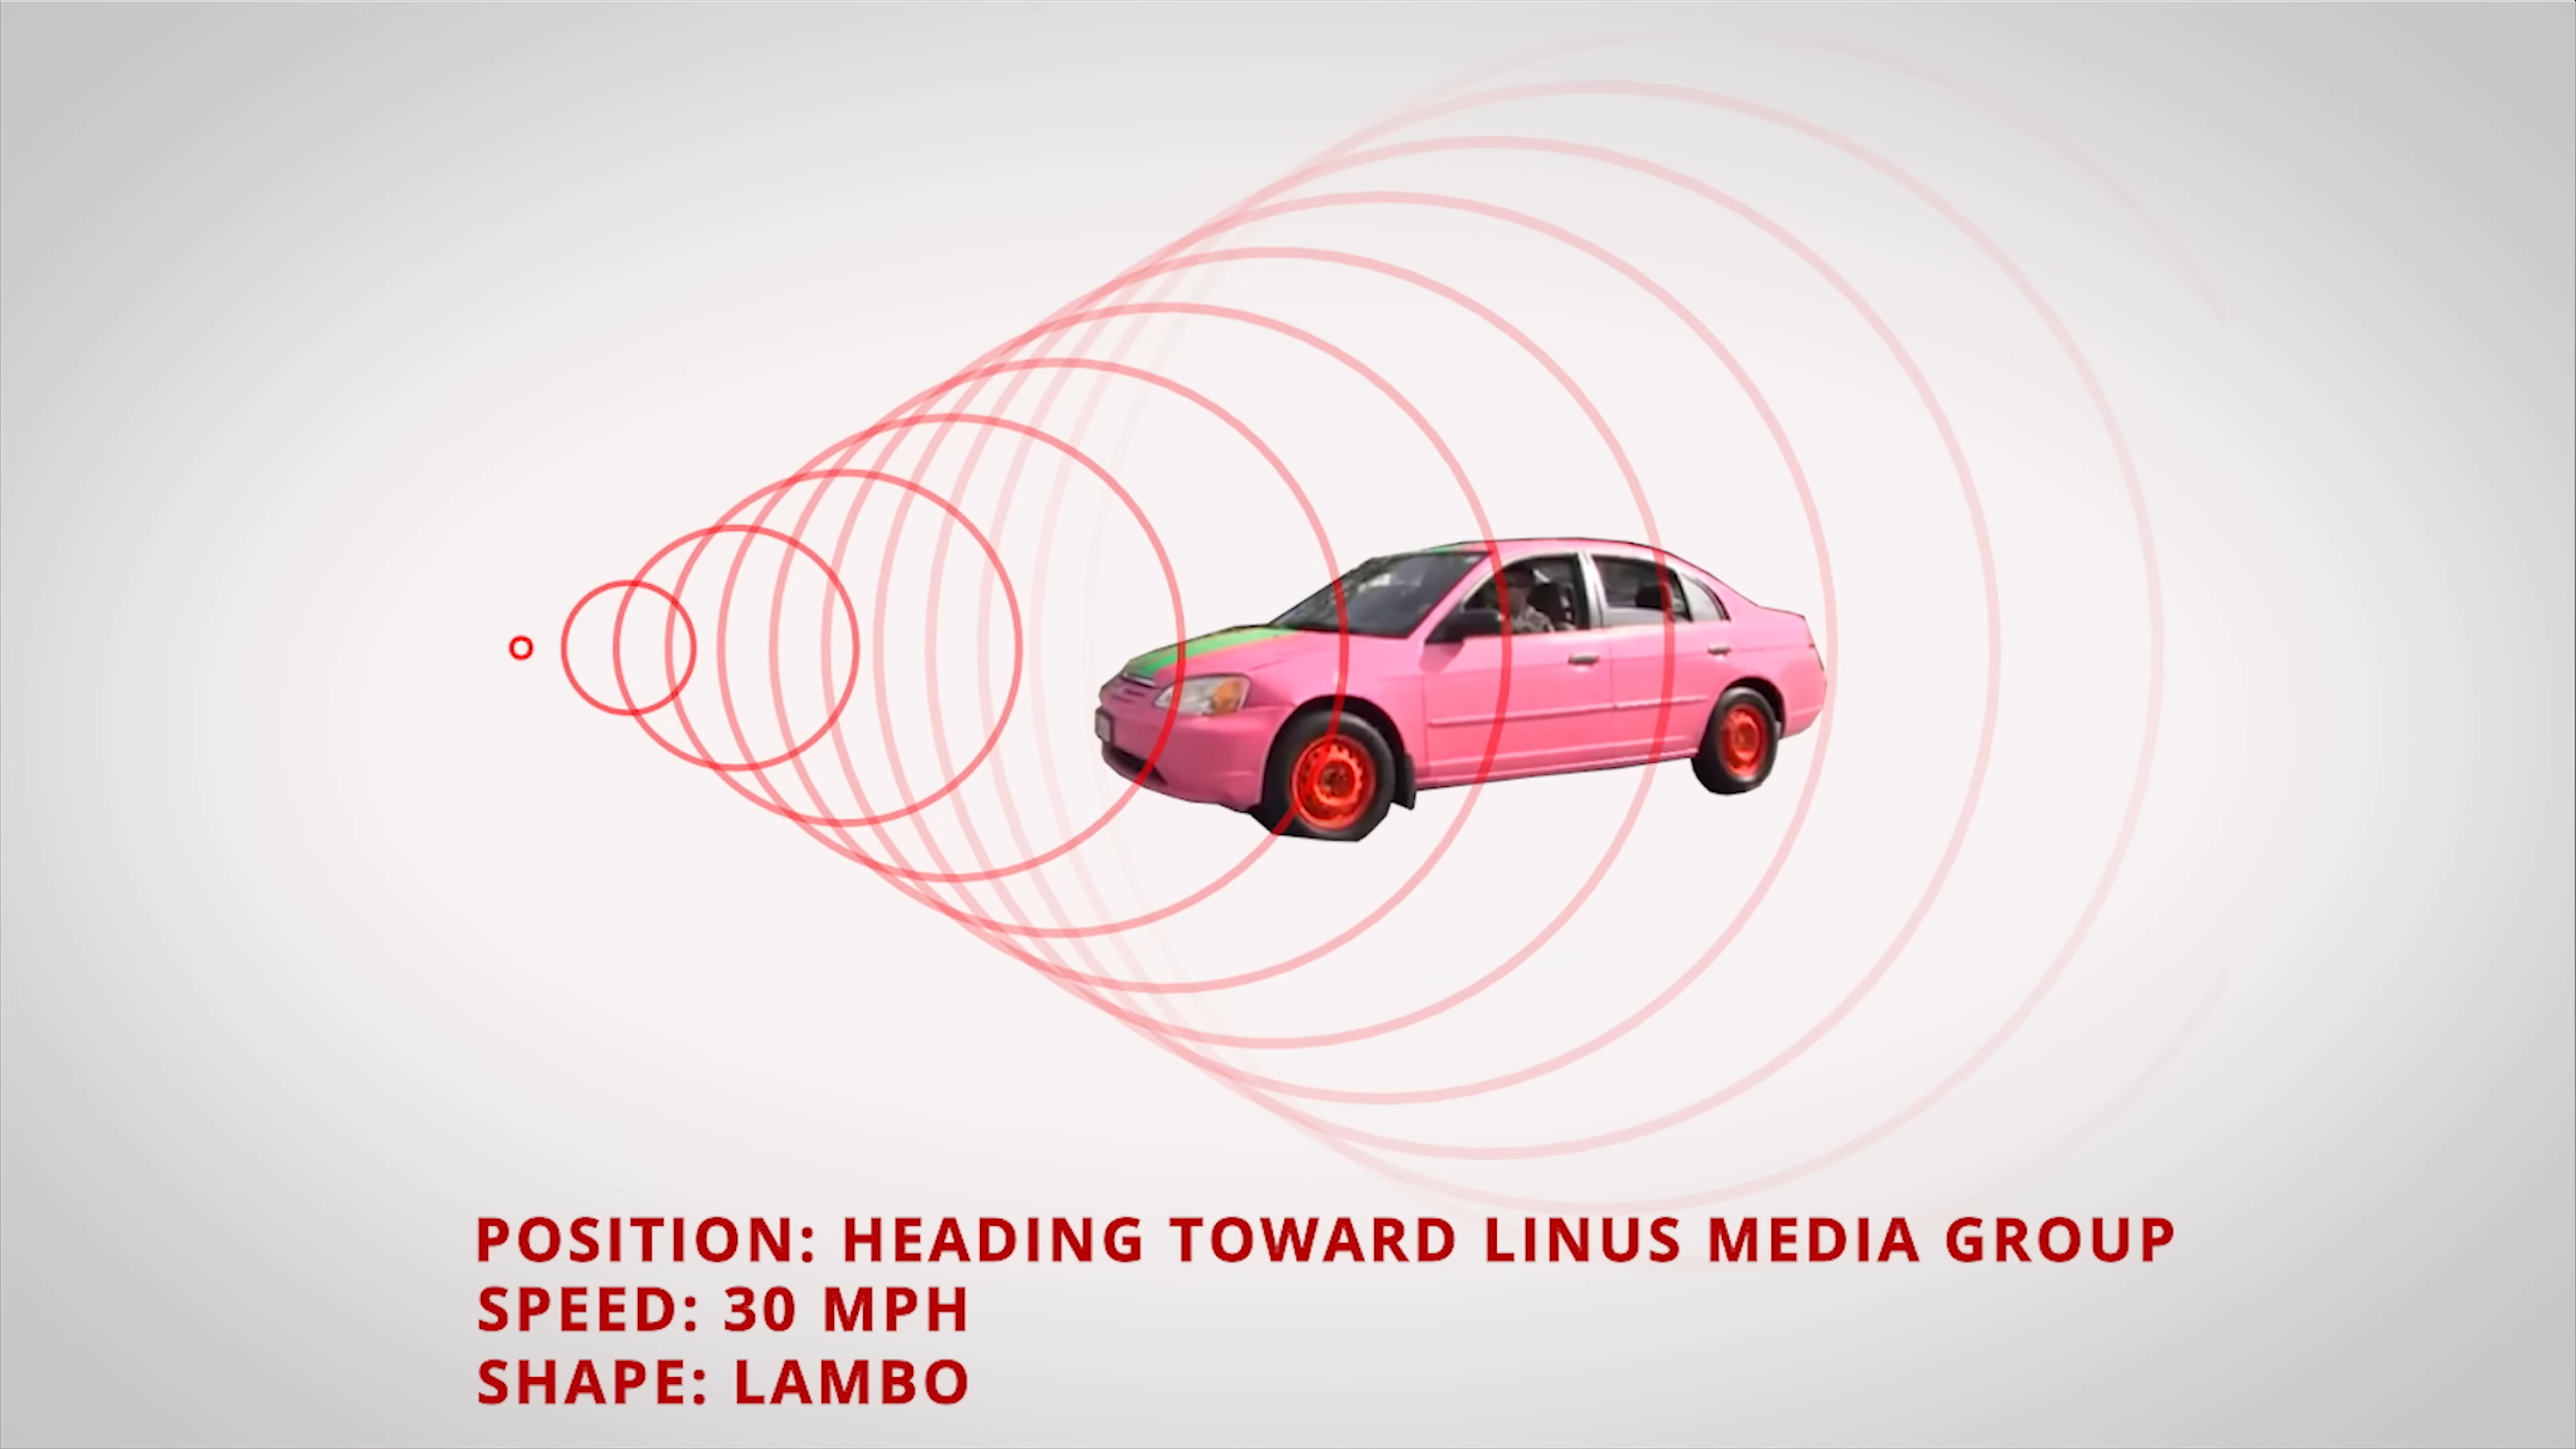 POSITION: HEADING TOWARD LINUS MEDIA GROUP
SPEED: 30 MPH
SHAPE: LAMBO